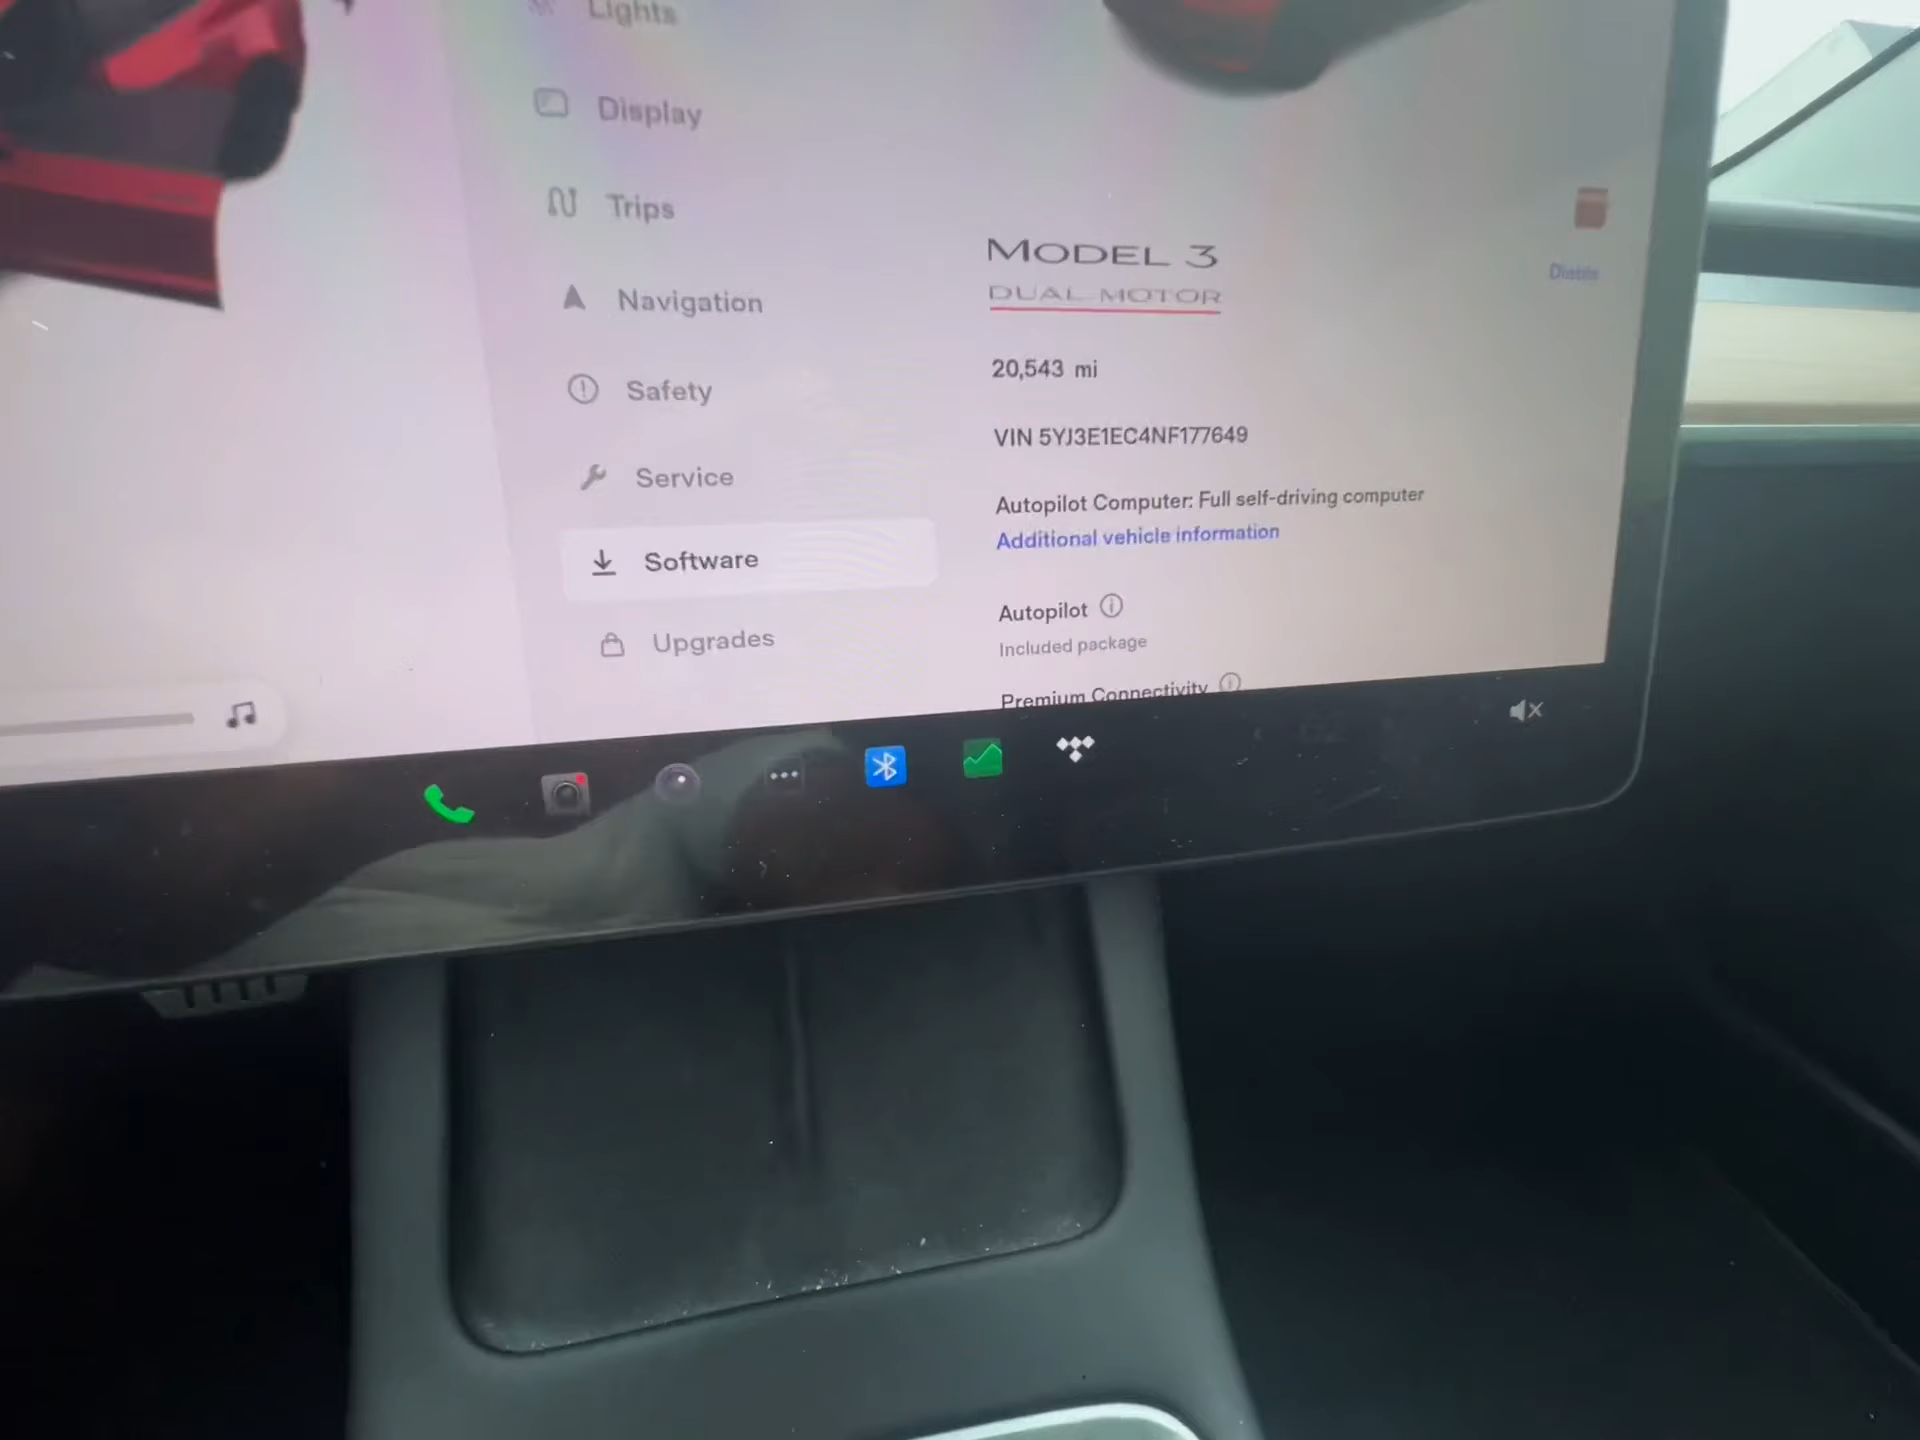 Lights
Display
Trips
Navigation
Safety
Service
Software
Upgrades
MODEL 3
DUAL MOTOR
20,543 mi
VIN 5YJ3E1EC4NF177649
Autopilot Computer: Full self-driving computer
Additional vehicle information
Autopilot
Included package
Premium Connectivity